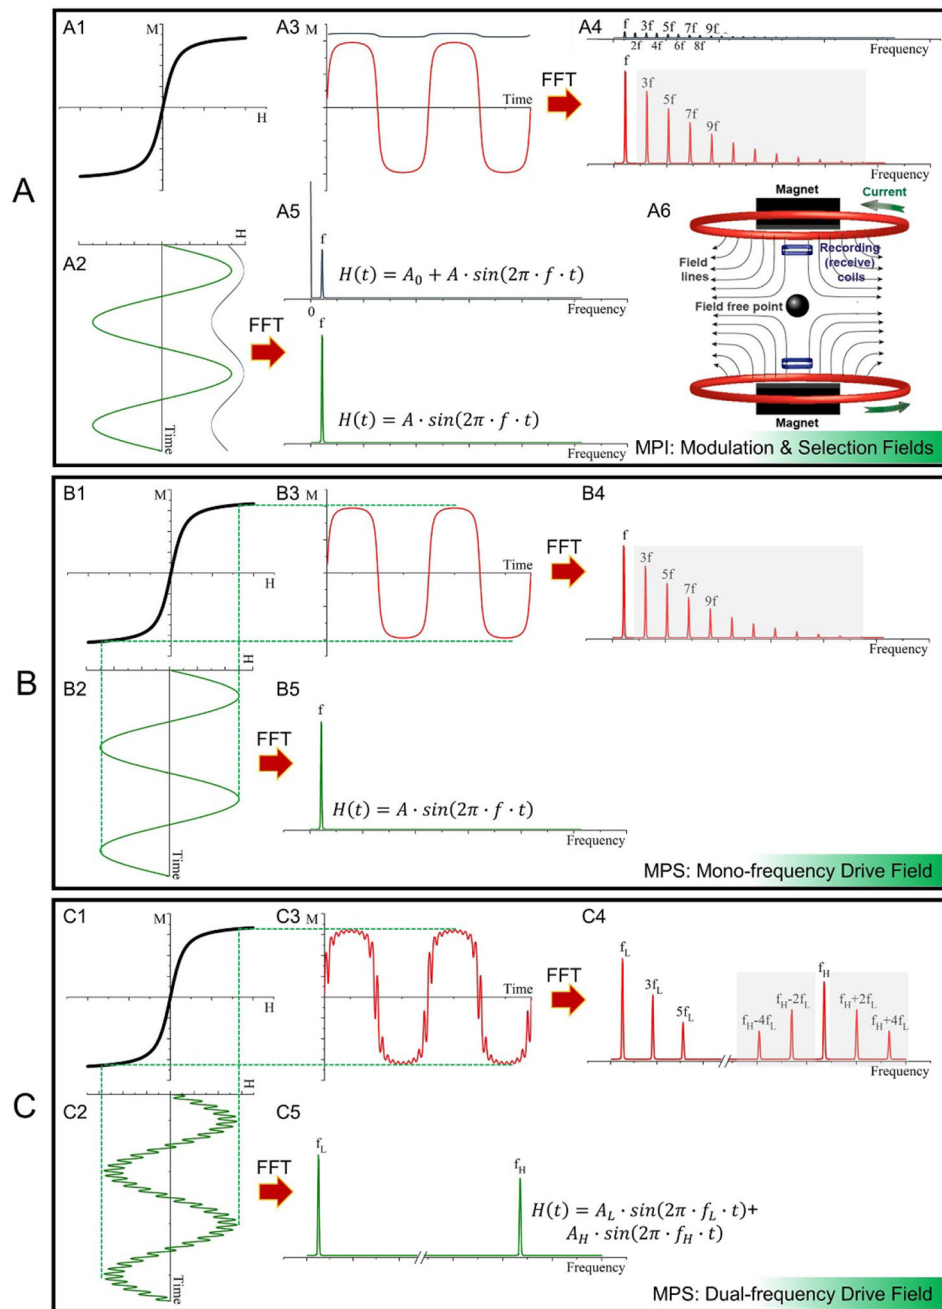 A
A1
M
H
A3
M
Time
FFT
A4
f 3f 5f 7f 9f
2f 4f 6f 8f
Frequency
f
3f
5f
7f
9f
Frequency
A2
H
Time
FFT
A5
f
H(t) = A₀ + A · sin(2π · f · t)
0
Frequency
f
H(t) = A · sin(2π · f · t)
Frequency
A6
Magnet
Current
Field
lines
Recording
(receive)
coils
Field free point
Magnet
MPI: Modulation & Selection Fields
B
B1
M
H
B3
M
Time
FFT
B4
f
3f
5f
7f
9f
Frequency
B2
H
Time
FFT
B5
f
H(t) = A · sin(2π · f · t)
Frequency
MPS: Mono-frequency Drive Field
C
C1
M
H
C3
M
Time
FFT
C4
f_L
3f_L
5f_L
f_H-4f_L
f_H-2f_L
f_H
f_H+2f_L
f_H+4f_L
Frequency
C2
H
Time
FFT
C5
f_L
f_H
H(t) = A_L · sin(2π · f_L · t)+
A_H · sin(2π · f_H · t)
Frequency
MPS: Dual-frequency Drive Field